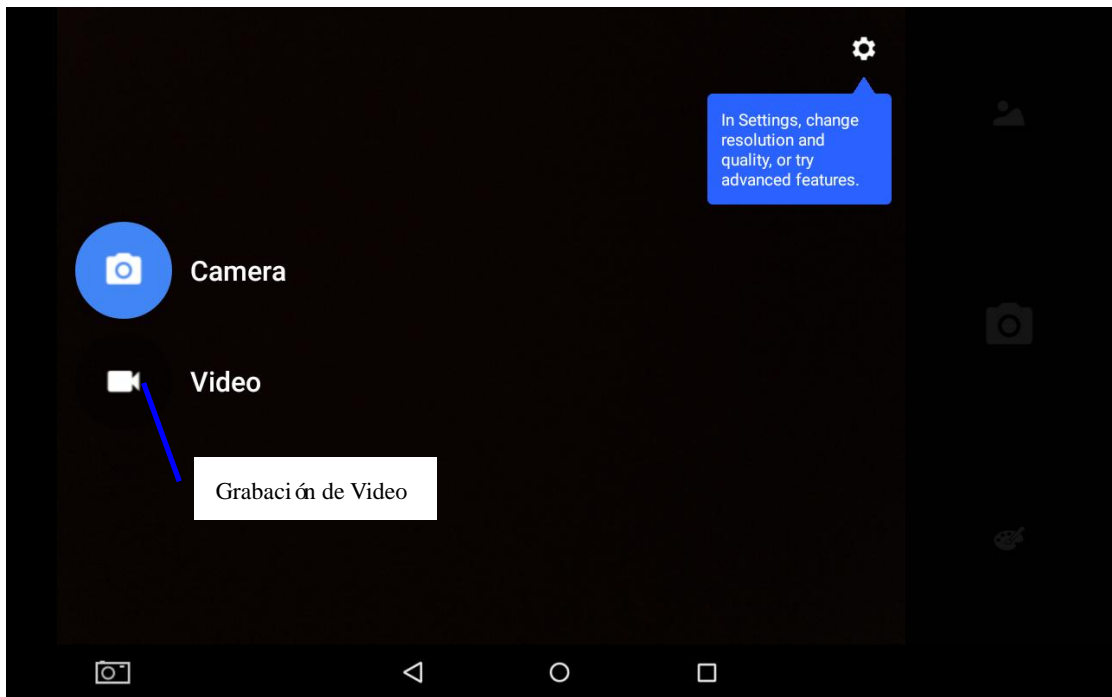 In Settings, change
resolution and
quality, or try
advanced features.
Camera
Video
Grabación de Video